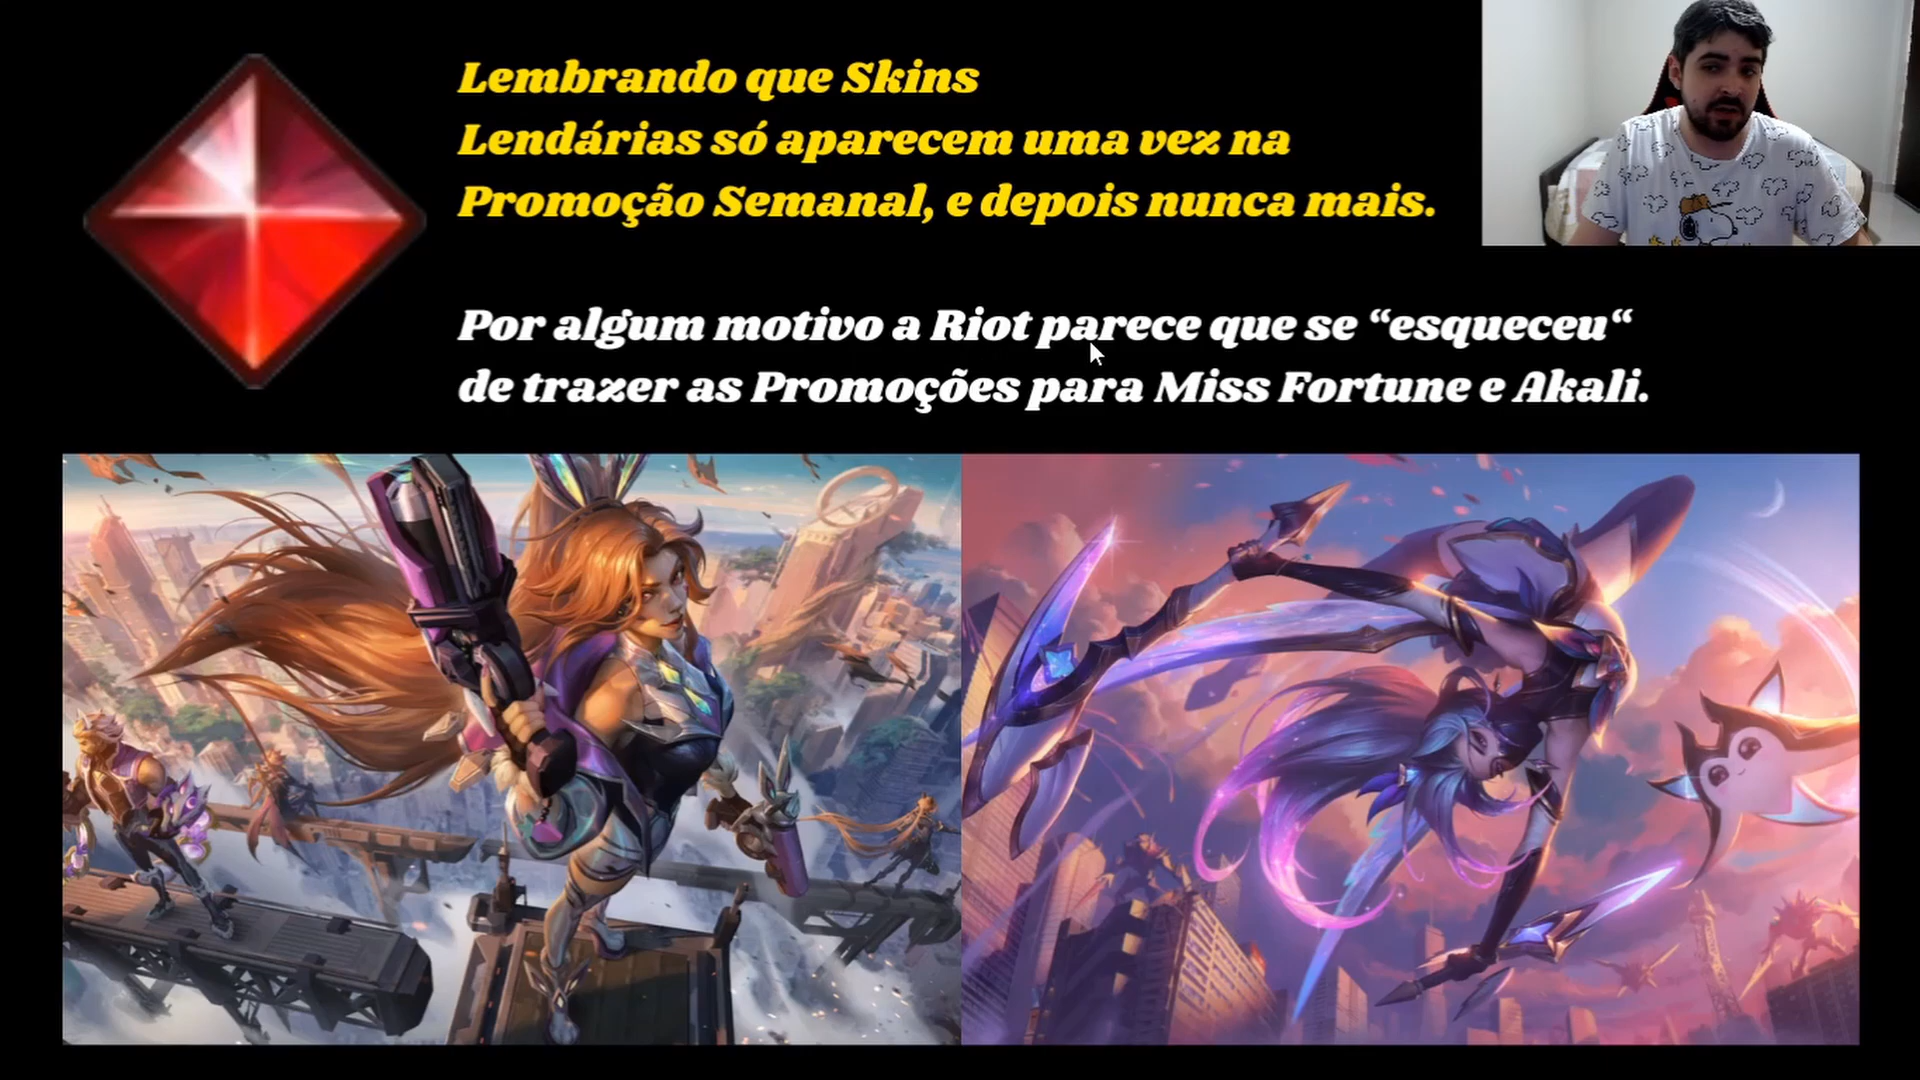 Lembrando que Skins
Lendárias só aparecem uma vez na
Promoção Semanal, e depois nunca mais.
Por algum motivo a Riot parece que se “esqueceu“
de trazer as Promoções para Miss Fortune e Akali.